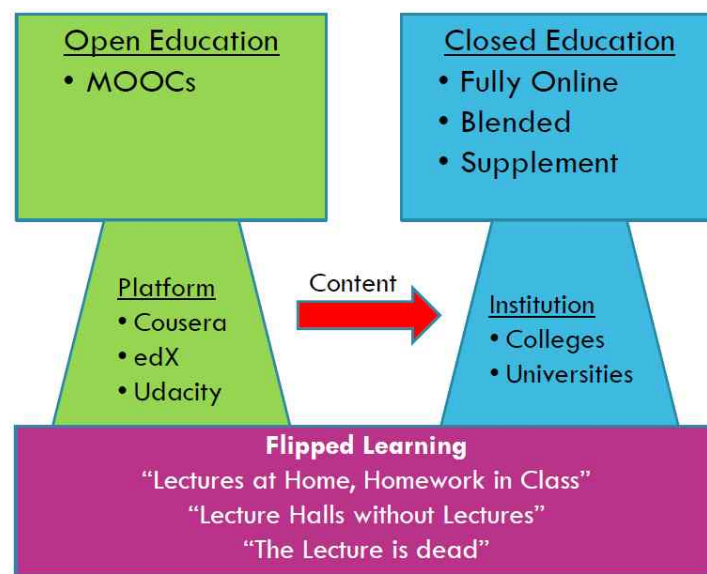 Open Education
• MOOCs
Closed Education
• Fully Online
• Blended
• Supplement
Platform
• Cousera
• edX
• Udacity
Content
Institution
• Colleges
• Universities
Flipped Learning
“Lectures at Home, Homework in Class”
“Lecture Halls without Lectures”
“The Lecture is dead”